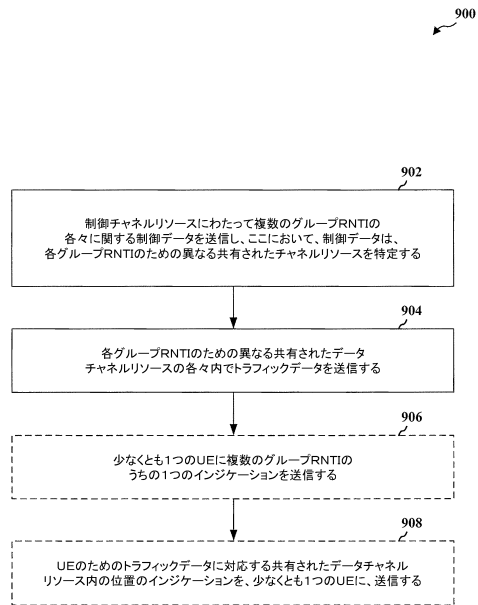 900
902
制御チャネルリソースにわたって複数のグループRNTIの
各々に関する制御データを送信し、ここにおいて、制御データは、
各グループRNTIのための異なる共有されたチャネルリソースを特定する
904
各グループRNTIのための異なる共有されたデータ
チャネルリソースの各々内でトラフィックデータを送信する
906
少なくとも1つのUEに複数のグループRNTIの
うちの1つのインジケーションを送信する
908
UEのためのトラフィックデータに対応する共有されたデータチャネル
リソース内の位置のインジケーションを、少なくとも1つのUEに、送信する